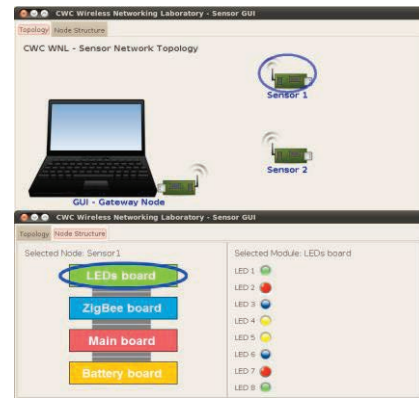 CWC Wireless Networking Laboratory - Sensor GUI
Topology Node Structure
CWC WNL - Sensor Network Topology
Sensor 1
Sensor 2
GUI - Gateway Node
CWC Wireless Networking Laboratory - Sensor GUI
Topology Node Structure
Selected Node: Sensor1
LEDs board
ZigBee board
Main board
Battery board
Selected Module: LEDs board
LED 1
LED 2
LED 3
LED 4
LED 5
LED 6
LED 7
LED 8